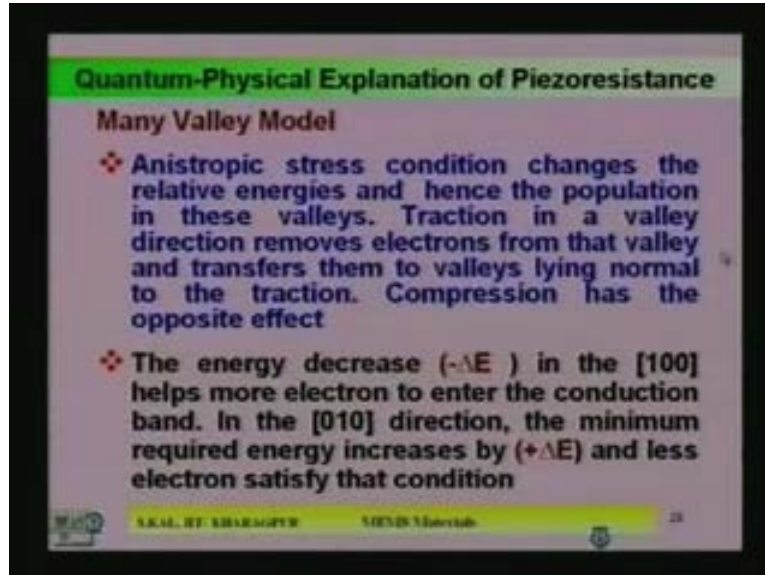 Quantum-Physical Explanation of Piezoresistance
Many Valley Model
❖ Anistropic stress condition changes the
relative energies and hence the population
in these valleys. Traction in a valley
direction removes electrons from that valley
and transfers them to valleys lying normal
to the traction. Compression has the
opposite effect
❖ The energy decrease (-ΔE ) in the [100]
helps more electron to enter the conduction
band. In the [010] direction, the minimum
required energy increases by (+ΔE) and less
electron satisfy that condition
S.KAL, IIT- KHARAGPUR MEMS Materials